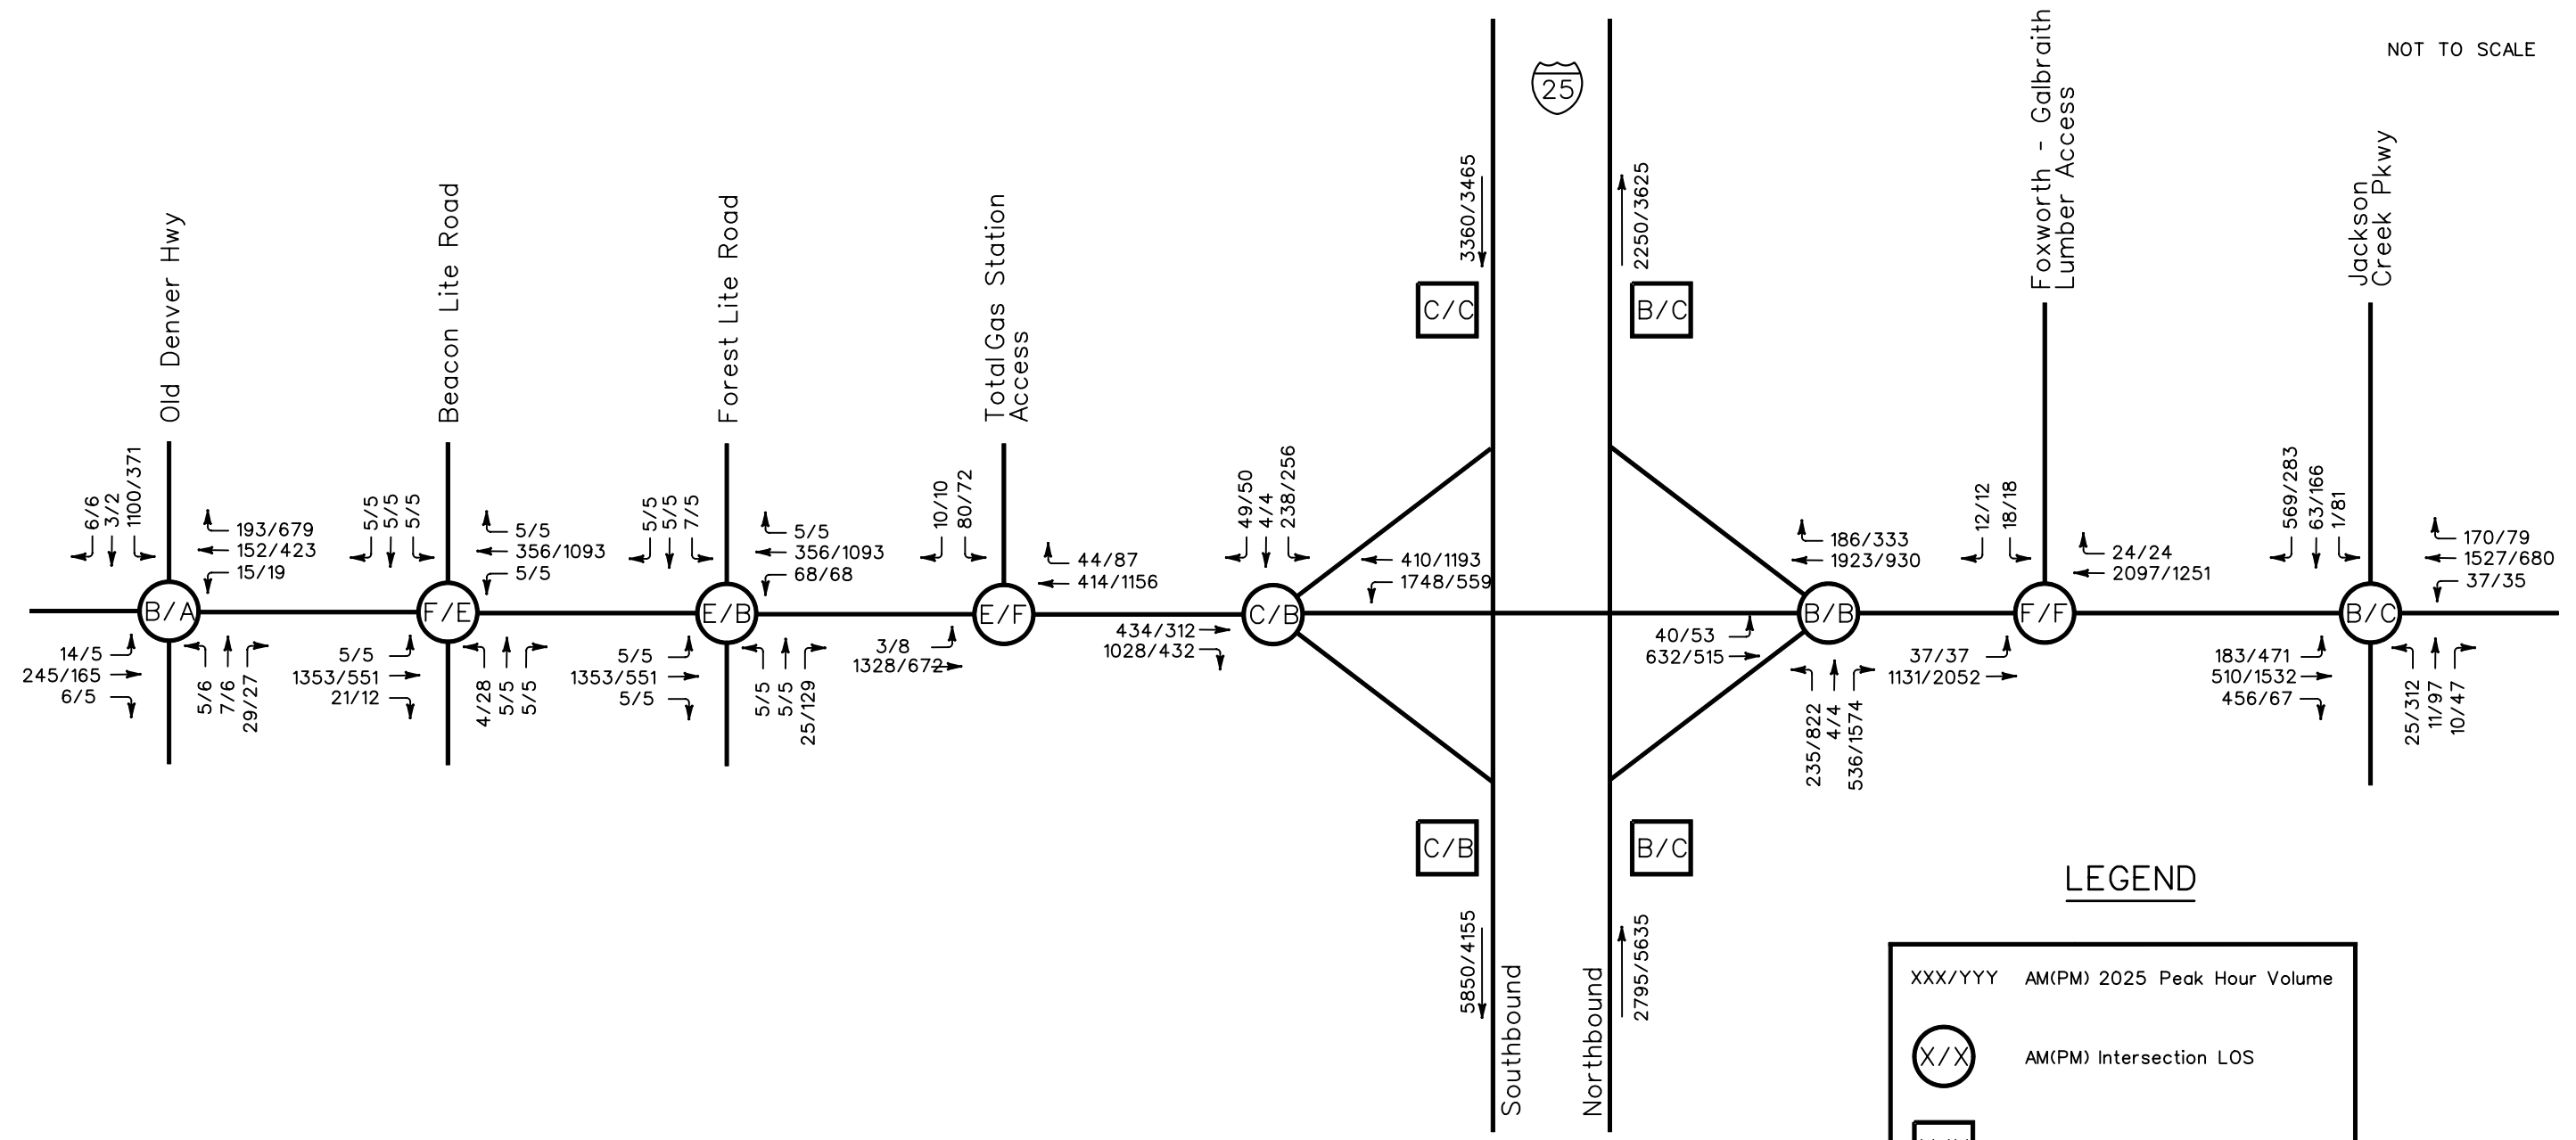 NOT TO SCALE
25
Old Denver Hwy
Beacon Lite Road
Forest Lite Road
Total Gas Station
Access
Foxworth - Galbraith
Lumber Access
Jackson
Creek Pkwy
3360/3465
2250/3625
C/C
B/C
6/6
3/2
1100/371
193/679
152/423
15/19
B/A
14/5
245/165
6/5
5/6
7/6
29/27
5/5
5/5
5/5
5/5
356/1093
5/5
F/E
5/5
1353/551
21/12
4/28
5/5
5/5
5/5
5/5
7/5
5/5
356/1093
68/68
E/B
5/5
1353/551
5/5
5/5
5/5
25/129
10/10
80/72
44/87
414/1156
E/F
3/8
1328/672
49/50
4/4
238/256
410/1193
1748/559
C/B
434/312
1028/432
186/333
1923/930
B/B
40/53
632/515
235/822
4/4
536/1574
12/12
18/18
24/24
2097/1251
F/F
37/37
1131/2052
569/283
63/166
1/81
170/79
1527/680
37/35
B/C
183/471
510/1532
456/67
25/312
11/97
10/47
C/B
B/C
5850/4155
2795/5635
Southbound
Northbound
LEGEND
XXX/YYY AM(PM) 2025 Peak Hour Volume
X/X AM(PM) Intersection LOS